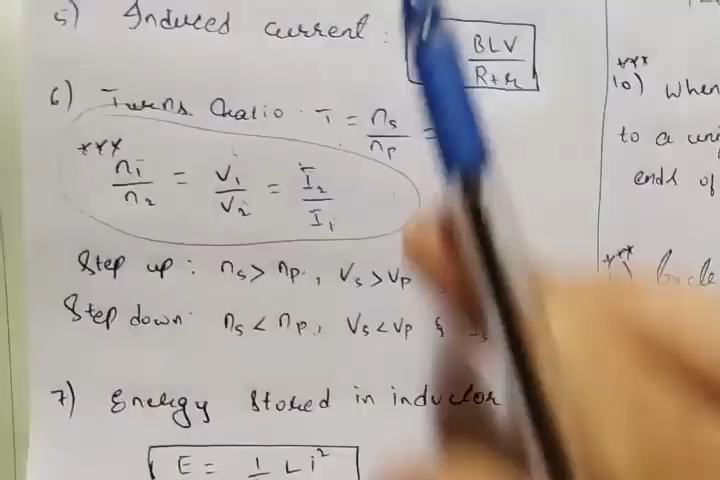 5) Induced current : BLV / R+r
6) Turns Ratio . T = ns / np =
*** n1 / n2 = V1 / V2 = I2 / I1
Step up : ns > np , Vs > Vp
Step down : ns < np , Vs < Vp & Is
7) Energy stored in inductor
E = 1 L i²
***
10) When
to a
ends of
***